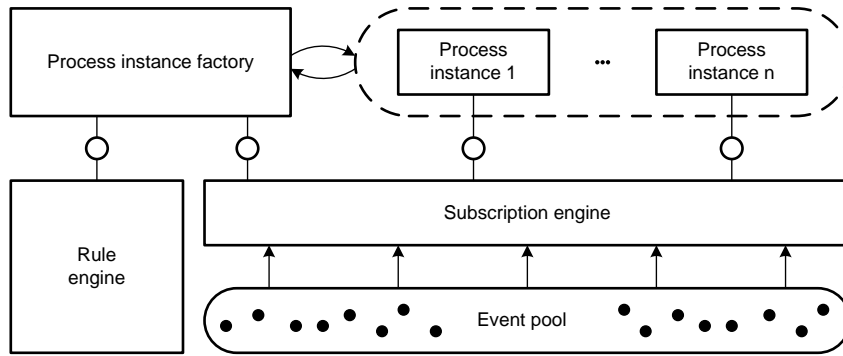 Process instance factory
Process
instance 1
...
Process
instance n
Rule
engine
Subscription engine
Event pool